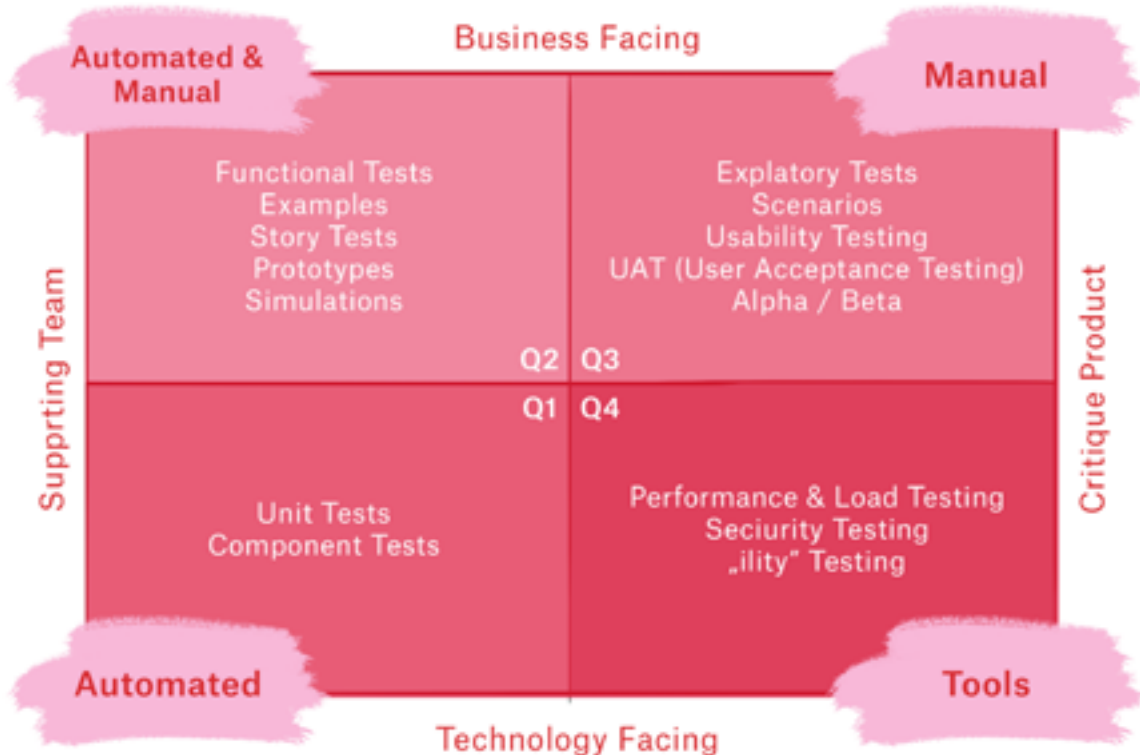 Business Facing
Automated &
Manual
Manual
Functional Tests
Examples
Story Tests
Prototypes
Simulations
Explatory Tests
Scenarios
Usability Testing
UAT (User Acceptance Testing)
Alpha / Beta
Supprting Team
Critique Product
Q2
Q3
Q1
Q4
Unit Tests
Component Tests
Performance & Load Testing
Seciurity Testing
„ility” Testing
Automated
Tools
Technology Facing